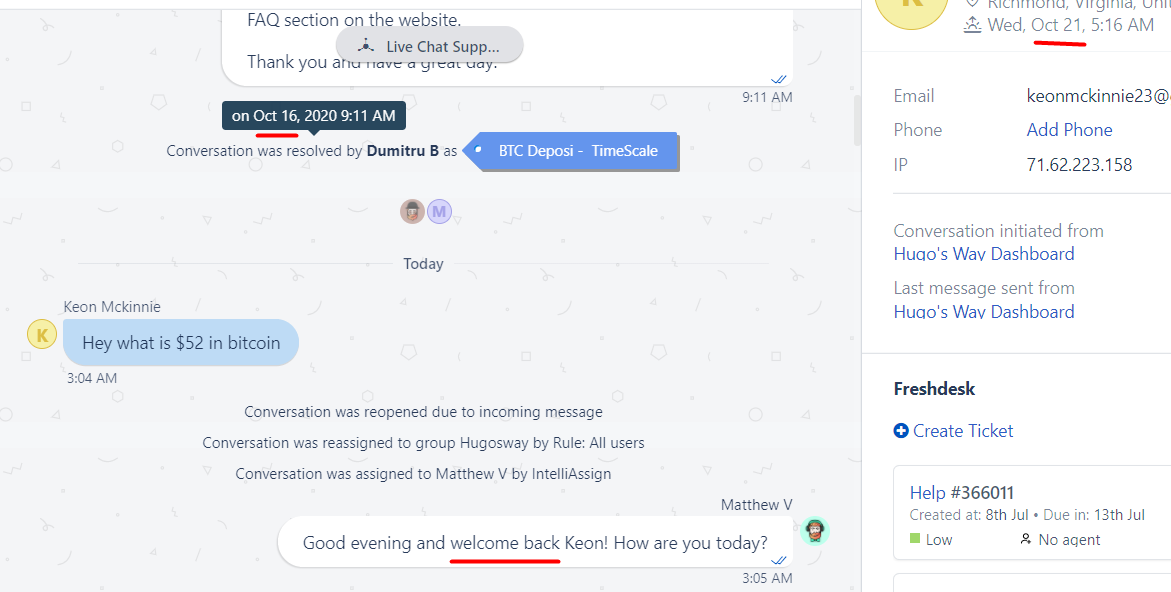 FAQ section on the website.
Live Chat Supp...
Thank you and have a great day.
9:11 AM
on Oct 16, 2020 9:11 AM
Conversation was resolved by Dumitru B as
BTC Deposi - TimeScale
M
Today
Keon Mckinnie
K
Hey what is $52 in bitcoin
3:04 AM
Conversation was reopened due to incoming message
Conversation was reassigned to group Hugosway by Rule: All users
Conversation was assigned to Matthew V by IntelliAssign
Matthew V
Good evening and welcome back Keon! How are you today?
3:05 AM
K
Richmond, Virginia, Uni
Wed, Oct 21, 5:16 AM
Email keonmckinnie23@
Phone Add Phone
IP 71.62.223.158
Conversation initiated from
Hugo's Way Dashboard
Last message sent from
Hugo's Way Dashboard
Freshdesk
Create Ticket
Help #366011
Created at: 8th Jul • Due in: 13th Jul
Low No agent